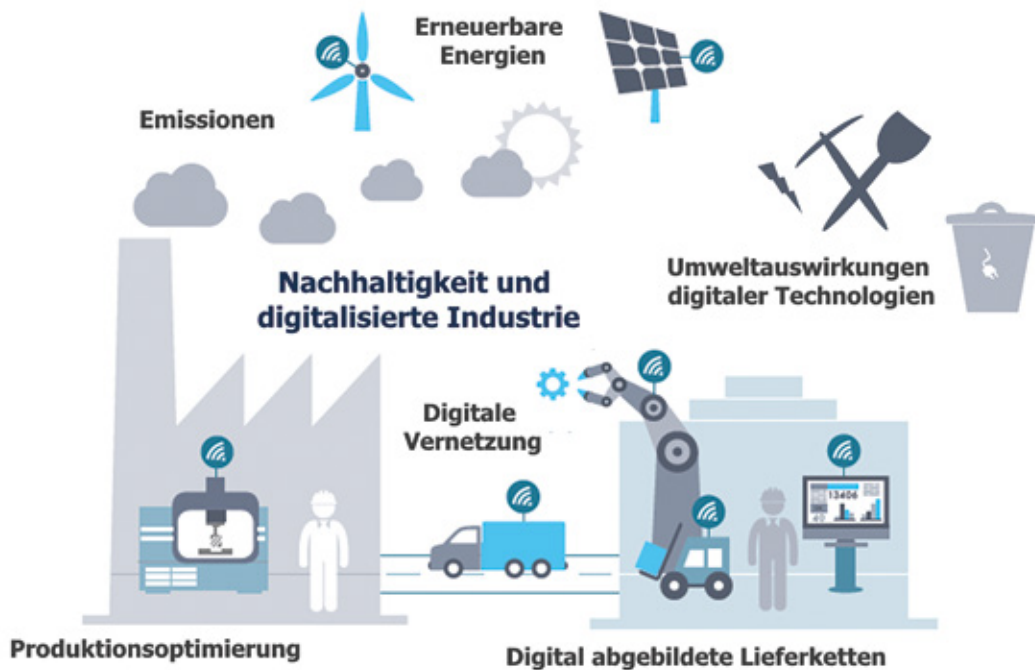 Erneuerbare
Energien
Emissionen
Umweltauswirkungen
digitaler Technologien
Nachhaltigkeit und
digitalisierte Industrie
Digitale
Vernetzung
13406
Produktionsoptimierung
Digital abgebildete Lieferketten